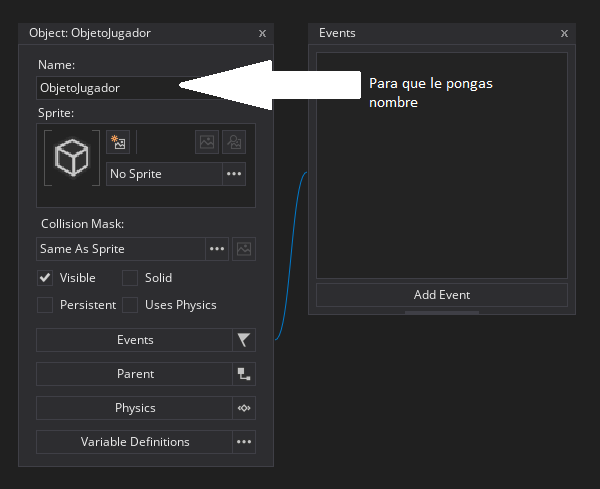 Object: ObjetoJugador
x
Name:
ObjetoJugador
Sprite:
No Sprite
Collision Mask:
Same As Sprite
Visible
Solid
Persistent
Uses Physics
Events
Parent
Physics
Variable Definitions
Events
x
Para que le pongas
nombre
Add Event